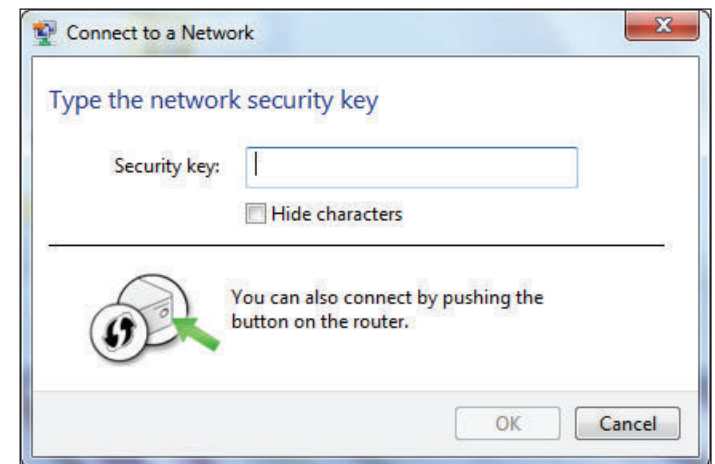 Connect to a Network
Type the network security key
Security key:
Hide characters
You can also connect by pushing the
button on the router.
OK
Cancel